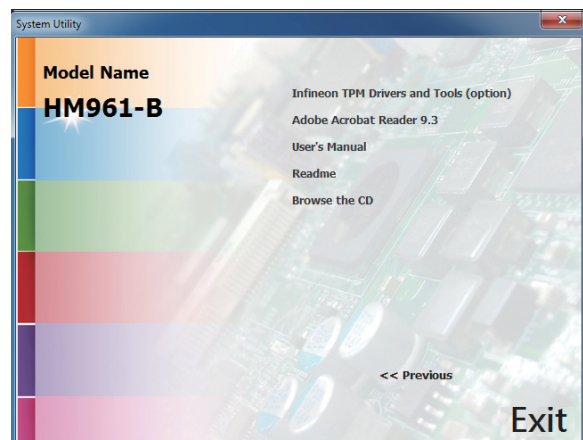 System Utility
Model Name
HM961-B
Infineon TPM Drivers and Tools (option)
Adobe Acrobat Reader 9.3
User's Manual
Readme
Browse the CD
<< Previous
Exit